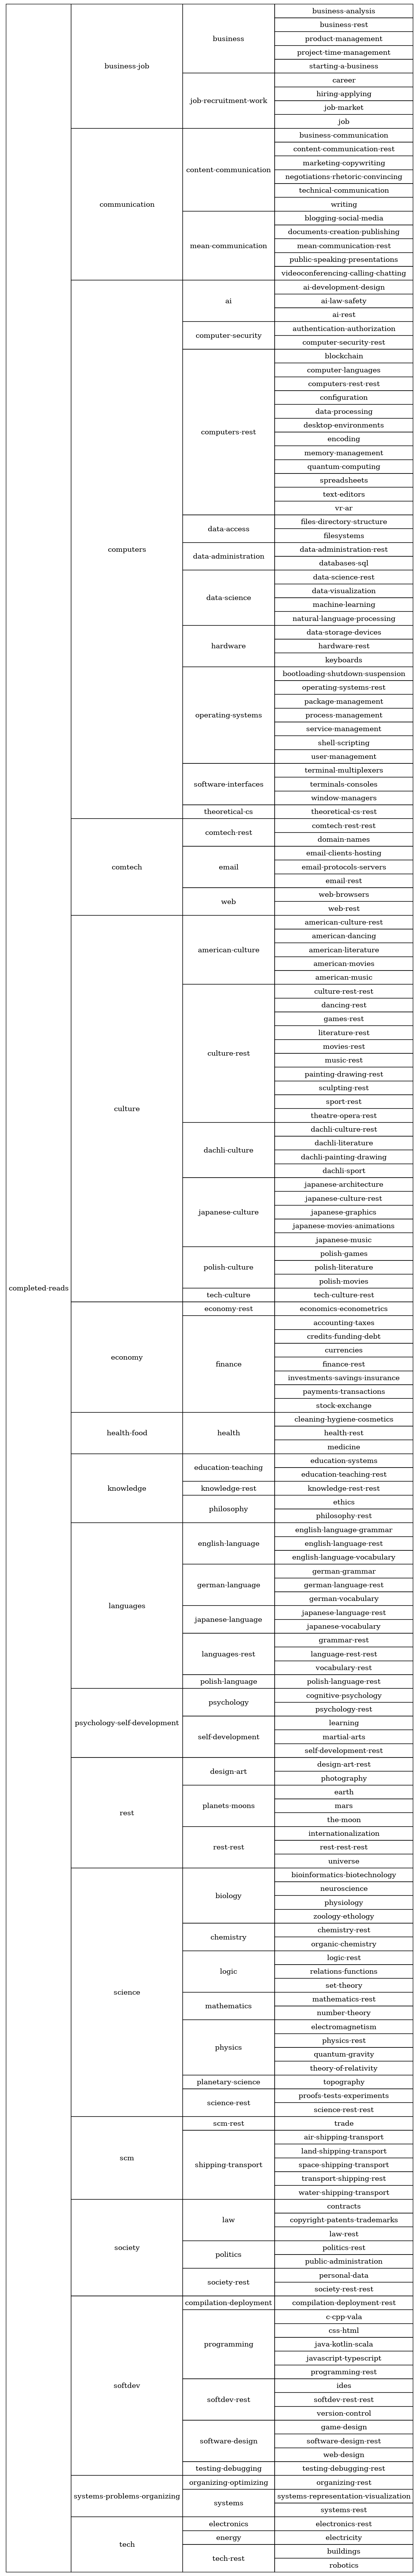 completed-reads
business-job
business
business-analysis
business-rest
product-management
project-time-management
starting-a-business
job-recruitment-work
career
hiring-applying
job-market
job
communication
content-communication
business-communication
content-communication-rest
marketing-copywriting
negotiations-rhetoric-convincing
technical-communication
writing
mean-communication
blogging-social-media
documents-creation-publishing
mean-communication-rest
public-speaking-presentations
videoconferencing-calling-chatting
computers
ai
ai-development-design
ai-law-safety
ai-rest
computer-security
authentication-authorization
computer-security-rest
computers-rest
blockchain
computer-languages
computers-rest-rest
configuration
data-processing
desktop-environments
encoding
memory-management
quantum-computing
spreadsheets
text-editors
vr-ar
data-access
files-directory-structure
filesystems
data-administration
data-administration-rest
databases-sql
data-science
data-science-rest
data-visualization
machine-learning
natural-language-processing
hardware
data-storage-devices
hardware-rest
keyboards
operating-systems
bootloading-shutdown-suspension
operating-systems-rest
package-management
process-management
service-management
shell-scripting
user-management
software-interfaces
terminal-multiplexers
terminals-consoles
window-managers
theoretical-cs
theoretical-cs-rest
comtech
comtech-rest
comtech-rest-rest
domain-names
email
email-clients-hosting
email-protocols-servers
email-rest
web
web-browsers
web-rest
culture
american-culture
american-culture-rest
american-dancing
american-literature
american-movies
american-music
culture-rest
culture-rest-rest
dancing-rest
games-rest
literature-rest
movies-rest
music-rest
painting-drawing-rest
sculpting-rest
sport-rest
theatre-opera-rest
dachli-culture
dachli-culture-rest
dachli-literature
dachli-painting-drawing
dachli-sport
japanese-culture
japanese-architecture
japanese-culture-rest
japanese-graphics
japanese-movies-animations
japanese-music
polish-culture
polish-games
polish-literature
polish-movies
tech-culture
tech-culture-rest
economy
economy-rest
economics-econometrics
finance
accounting-taxes
credits-funding-debt
currencies
finance-rest
investments-savings-insurance
payments-transactions
stock-exchange
health-food
health
cleaning-hygiene-cosmetics
health-rest
medicine
knowledge
education-teaching
education-systems
education-teaching-rest
knowledge-rest
knowledge-rest-rest
philosophy
ethics
philosophy-rest
languages
english-language
english-language-grammar
english-language-rest
english-language-vocabulary
german-language
german-grammar
german-language-rest
german-vocabulary
japanese-language
japanese-language-rest
japanese-vocabulary
languages-rest
grammar-rest
language-rest-rest
vocabulary-rest
polish-language
polish-language-rest
psychology-self-development
psychology
cognitive-psychology
psychology-rest
self-development
learning
martial-arts
self-development-rest
rest
design-art
design-art-rest
photography
planets-moons
earth
mars
the-moon
rest-rest
internationalization
rest-rest-rest
universe
science
biology
bioinformatics-biotechnology
neuroscience
physiology
zoology-ethology
chemistry
chemistry-rest
organic-chemistry
logic
logic-rest
relations-functions
set-theory
mathematics
mathematics-rest
number-theory
physics
electromagnetism
physics-rest
quantum-gravity
theory-of-relativity
planetary-science
topography
science-rest
proofs-tests-experiments
science-rest-rest
scm
scm-rest
trade
shipping-transport
air-shipping-transport
land-shipping-transport
space-shipping-transport
transport-shipping-rest
water-shipping-transport
society
law
contracts
copyright-patents-trademarks
law-rest
politics
politics-rest
public-administration
society-rest
personal-data
society-rest-rest
softdev
compilation-deployment
compilation-deployment-rest
programming
c-cpp-vala
css-html
java-kotlin-scala
javascript-typescript
programming-rest
softdev-rest
ides
softdev-rest-rest
version-control
software-design
game-design
software-design-rest
web-design
testing-debugging
testing-debugging-rest
systems-problems-organizing
organizing-optimizing
organizing-rest
systems
systems-representation-visualization
systems-rest
tech
electronics
electronics-rest
energy
electricity
tech-rest
buildings
robotics